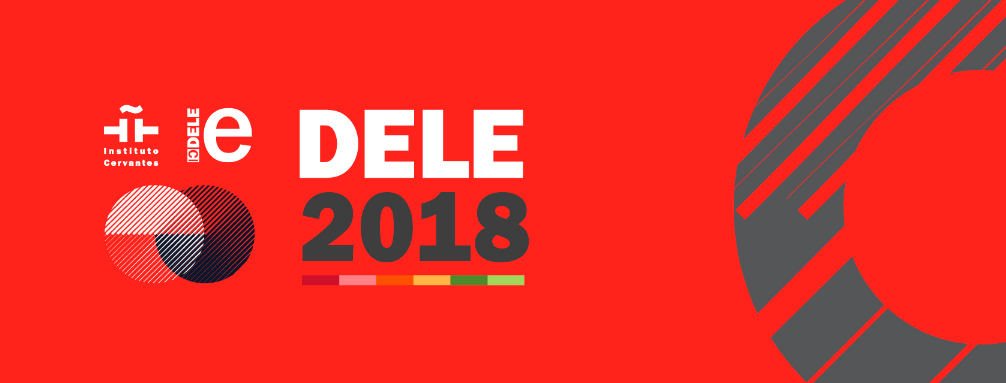 Instituto
Cervantes
DELE
e
DELE
2018